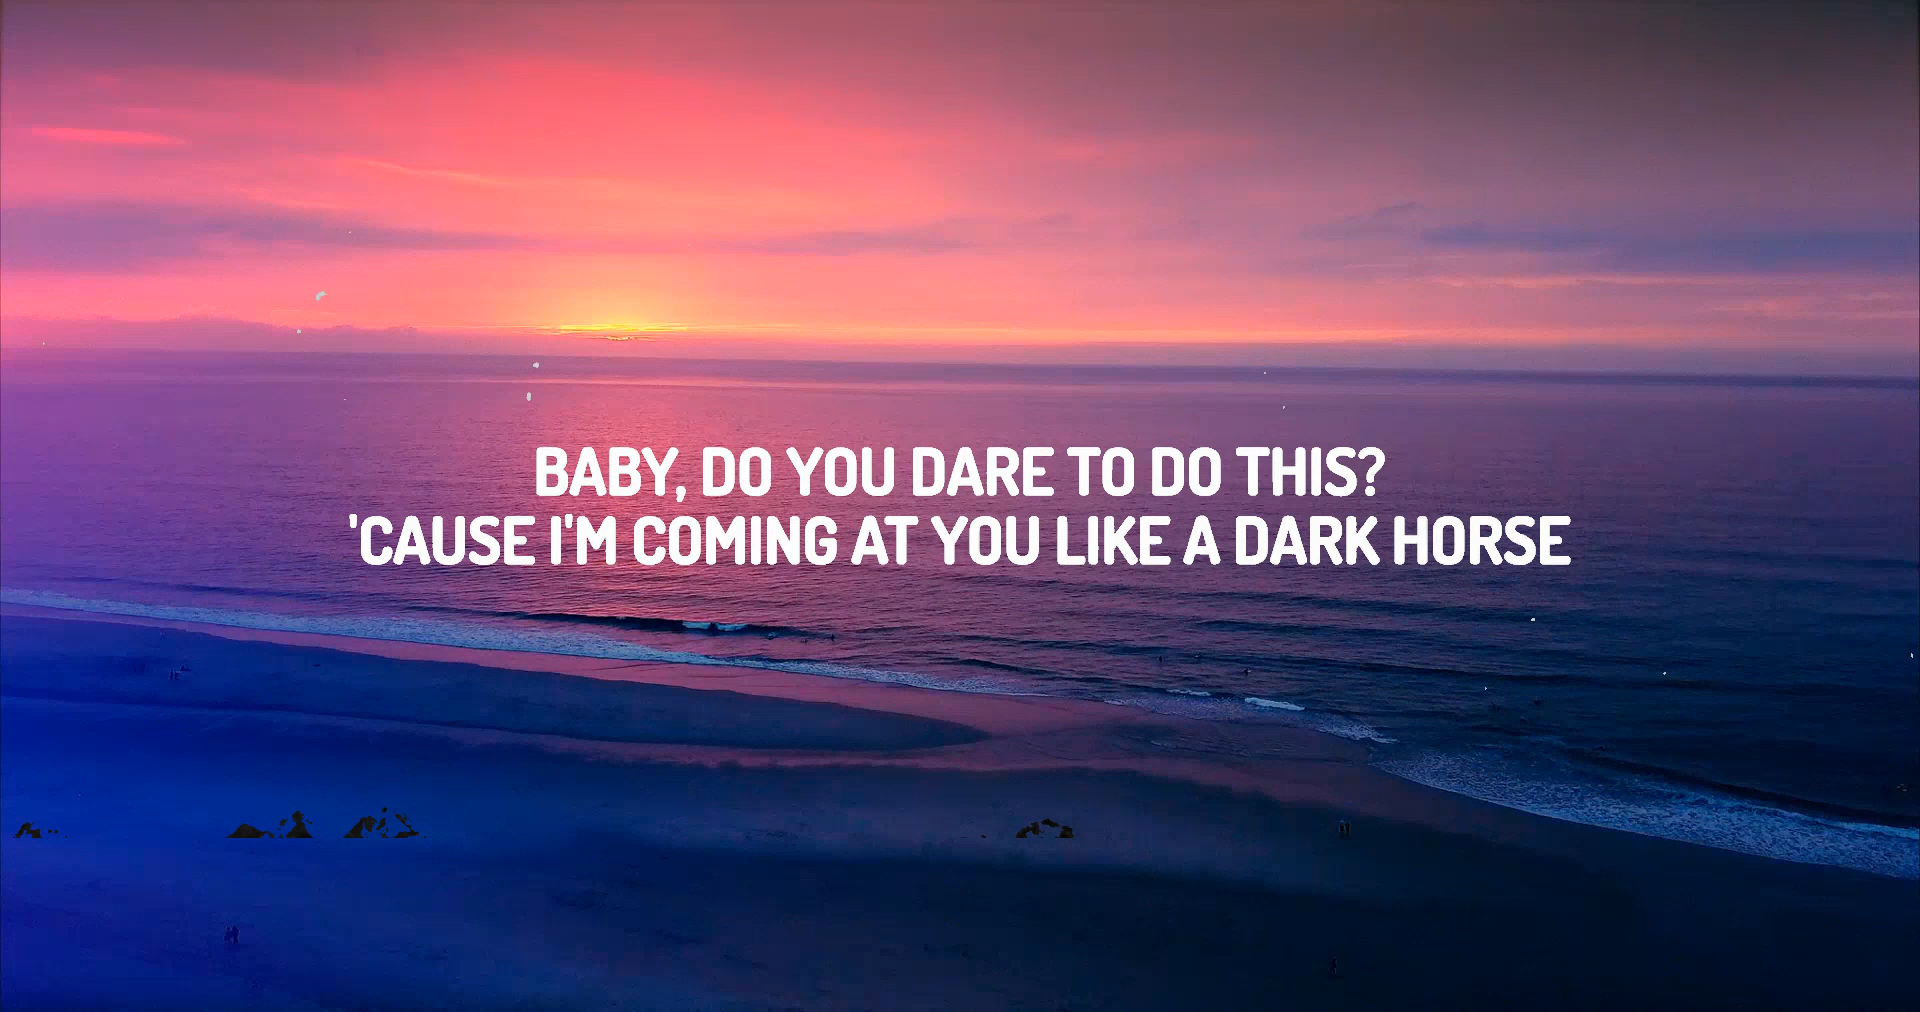 BABY, DO YOU DARE TO DO THIS?
'CAUSE I'M COMING AT YOU LIKE A DARK HORSE